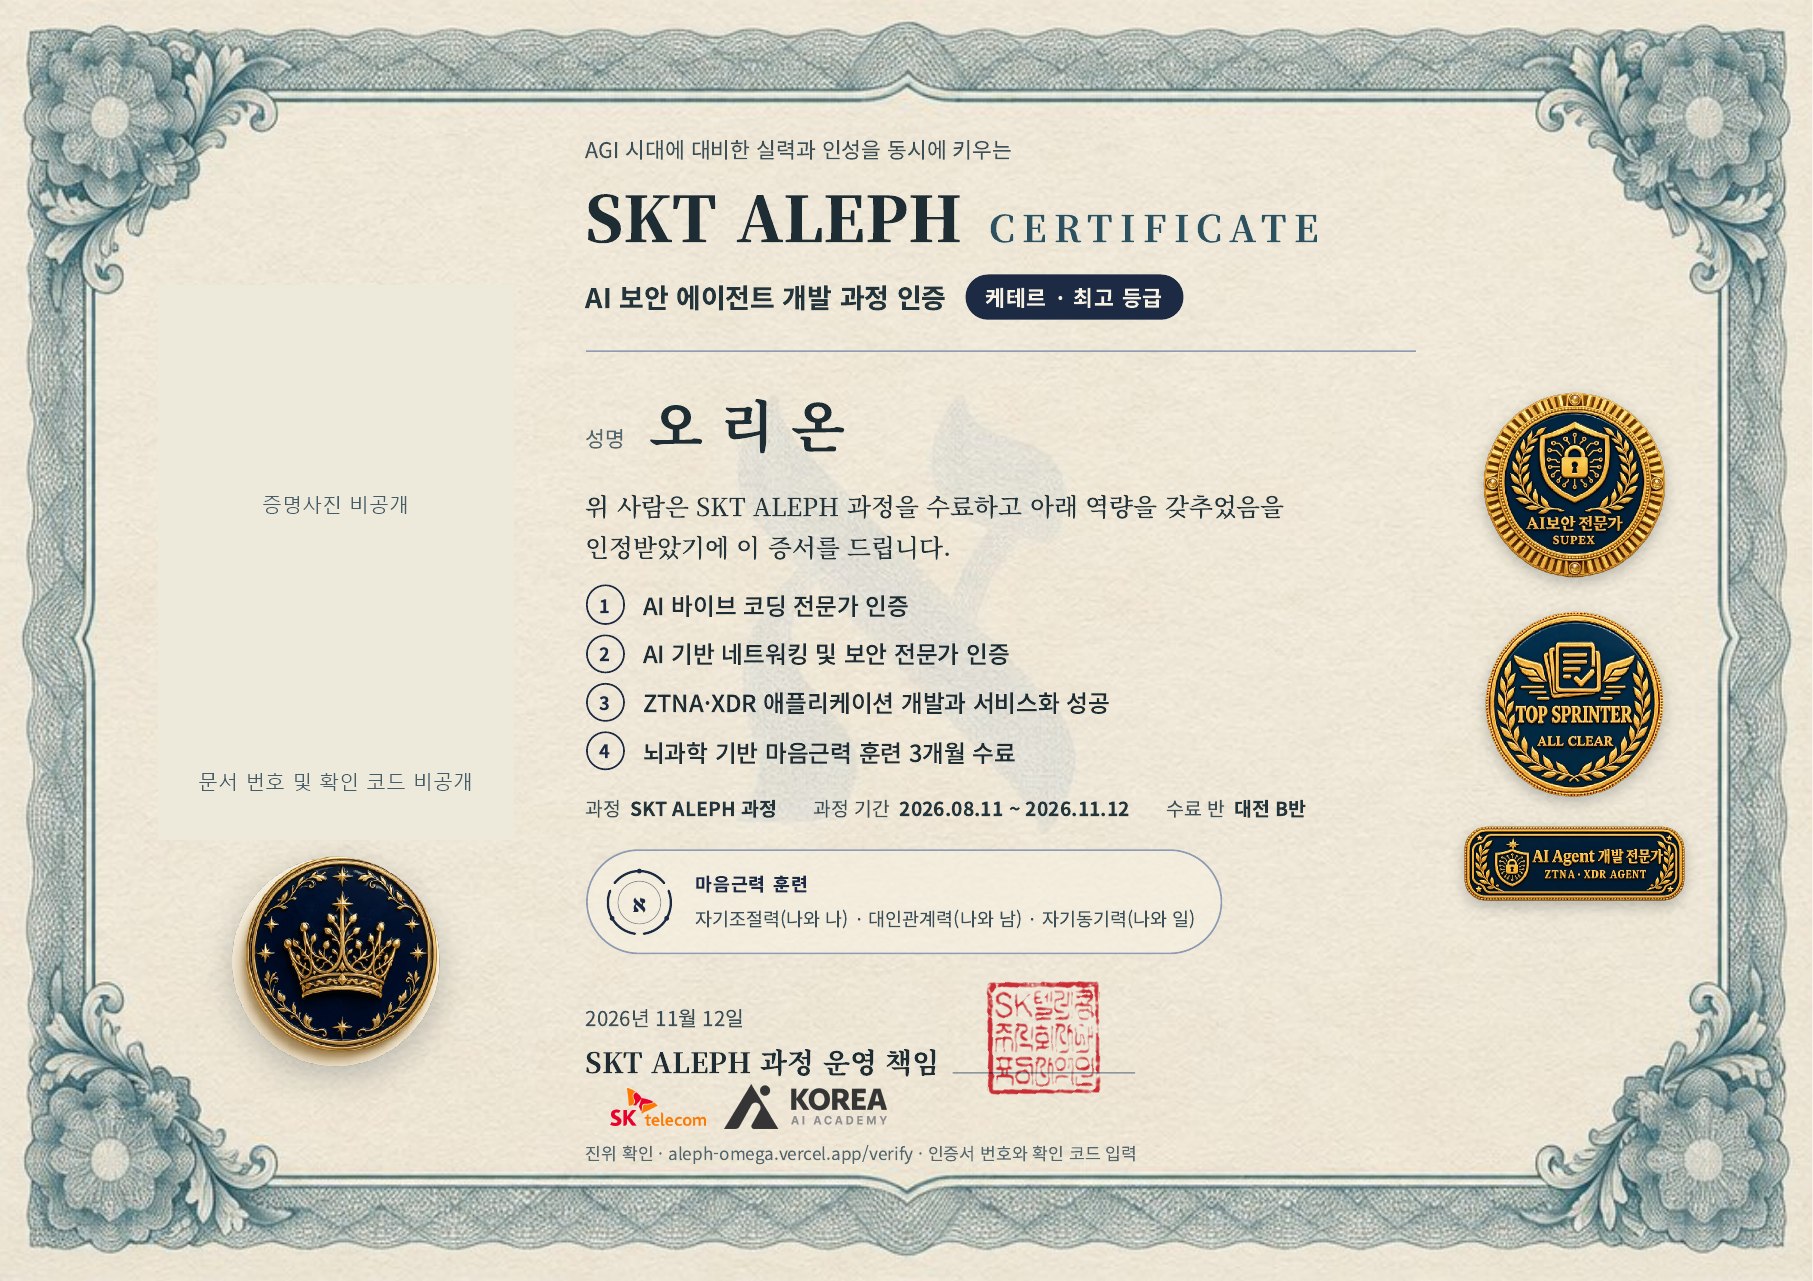 AGI 시대에 대비한 실력과 인성을 동시에 키우는
SKT ALEPH CERTIFICATE
AI 보안 에이전트 개발 과정 인증 케테르 · 최고 등급
성명 오리온
위 사람은 SKT ALEPH 과정을 수료하고 아래 역량을 갖추었음을
인정받았기에 이 증서를 드립니다.
1 AI 바이브 코딩 전문가 인증
2 AI 기반 네트워킹 및 보안 전문가 인증
3 ZTNA·XDR 애플리케이션 개발과 서비스화 성공
4 뇌과학 기반 마음근력 훈련 3개월 수료
과정 SKT ALEPH 과정 과정 기간 2026.08.11 ~ 2026.11.12 수료 반 대전 B반
א
마음근력 훈련
자기조절력(나와 나) · 대인관계력(나와 남) · 자기동기력(나와 일)
2026년 11월 12일
SKT ALEPH 과정 운영 책임
SK telecom KOREA
AI ACADEMY
진위 확인 · aleph-omega.vercel.app/verify · 인증서 번호와 확인 코드 입력
증명사진 비공개
문서 번호 및 확인 코드 비공개
AI보안 전문가
SUPEX
TOP SPRINTER
ALL CLEAR
AI Agent 개발 전문가
ZTNA · XDR AGENT
SK텔레콤
주식회사